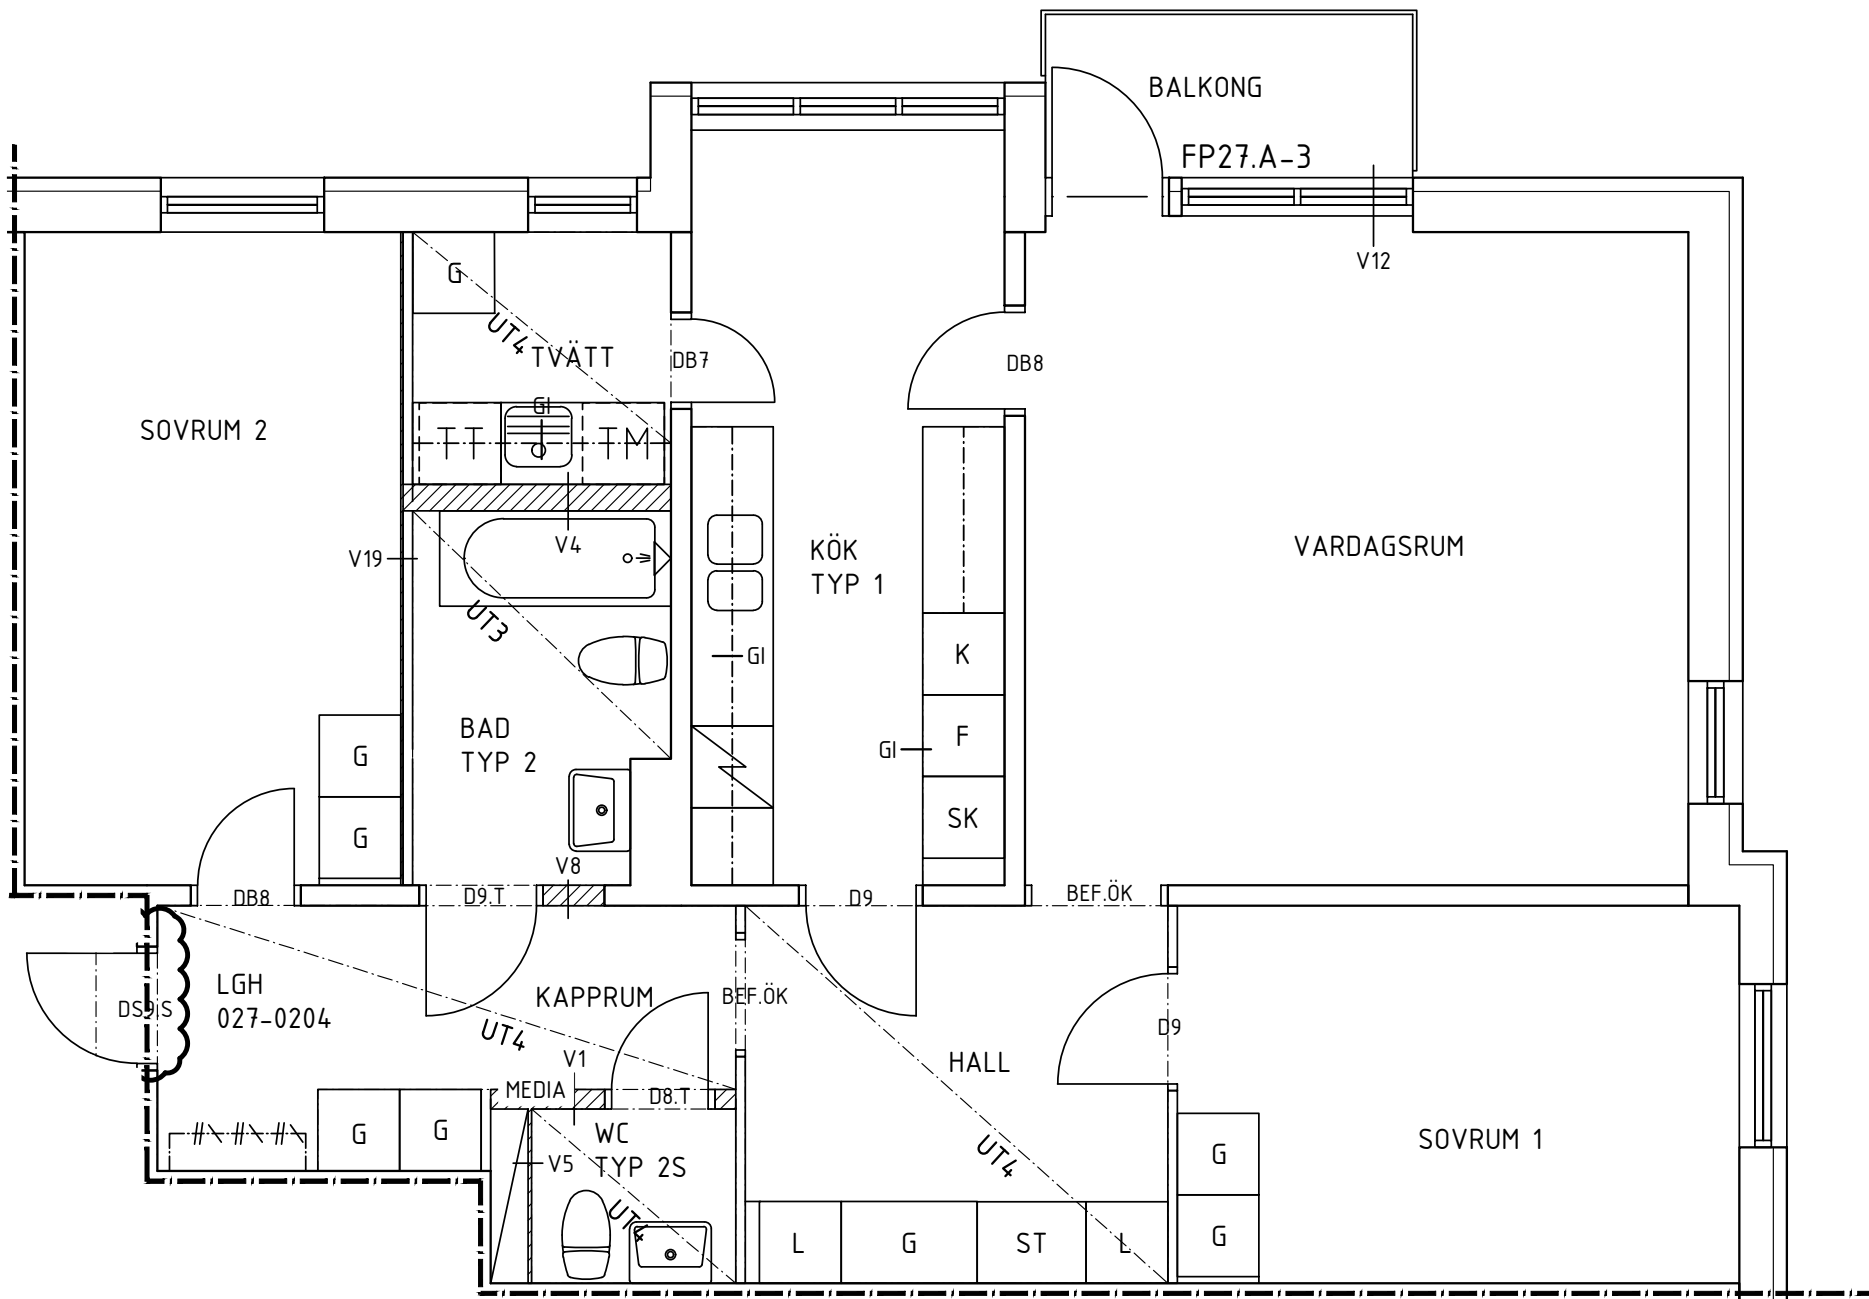 BALKONG
FP27.A-3
V12
G
UT4
TVÄTT
DB7
DB8
GI
TT
TM
SOVRUM 2
V4
V19
KÖK
TYP 1
VARDAGSRUM
UT3
GI
K
BAD
TYP 2
G
GI
F
G
SK
V8
DB8
D9.T
D9
BEF.ÖK
LGH
027-0204
DS9.S
KAPPRUM
BEF.ÖK
UT4
D9
V1
HALL
MEDIA
D8.T
G
G
WC
TYP 2S
V5
UT4
SOVRUM 1
G
G
L
G
ST
L